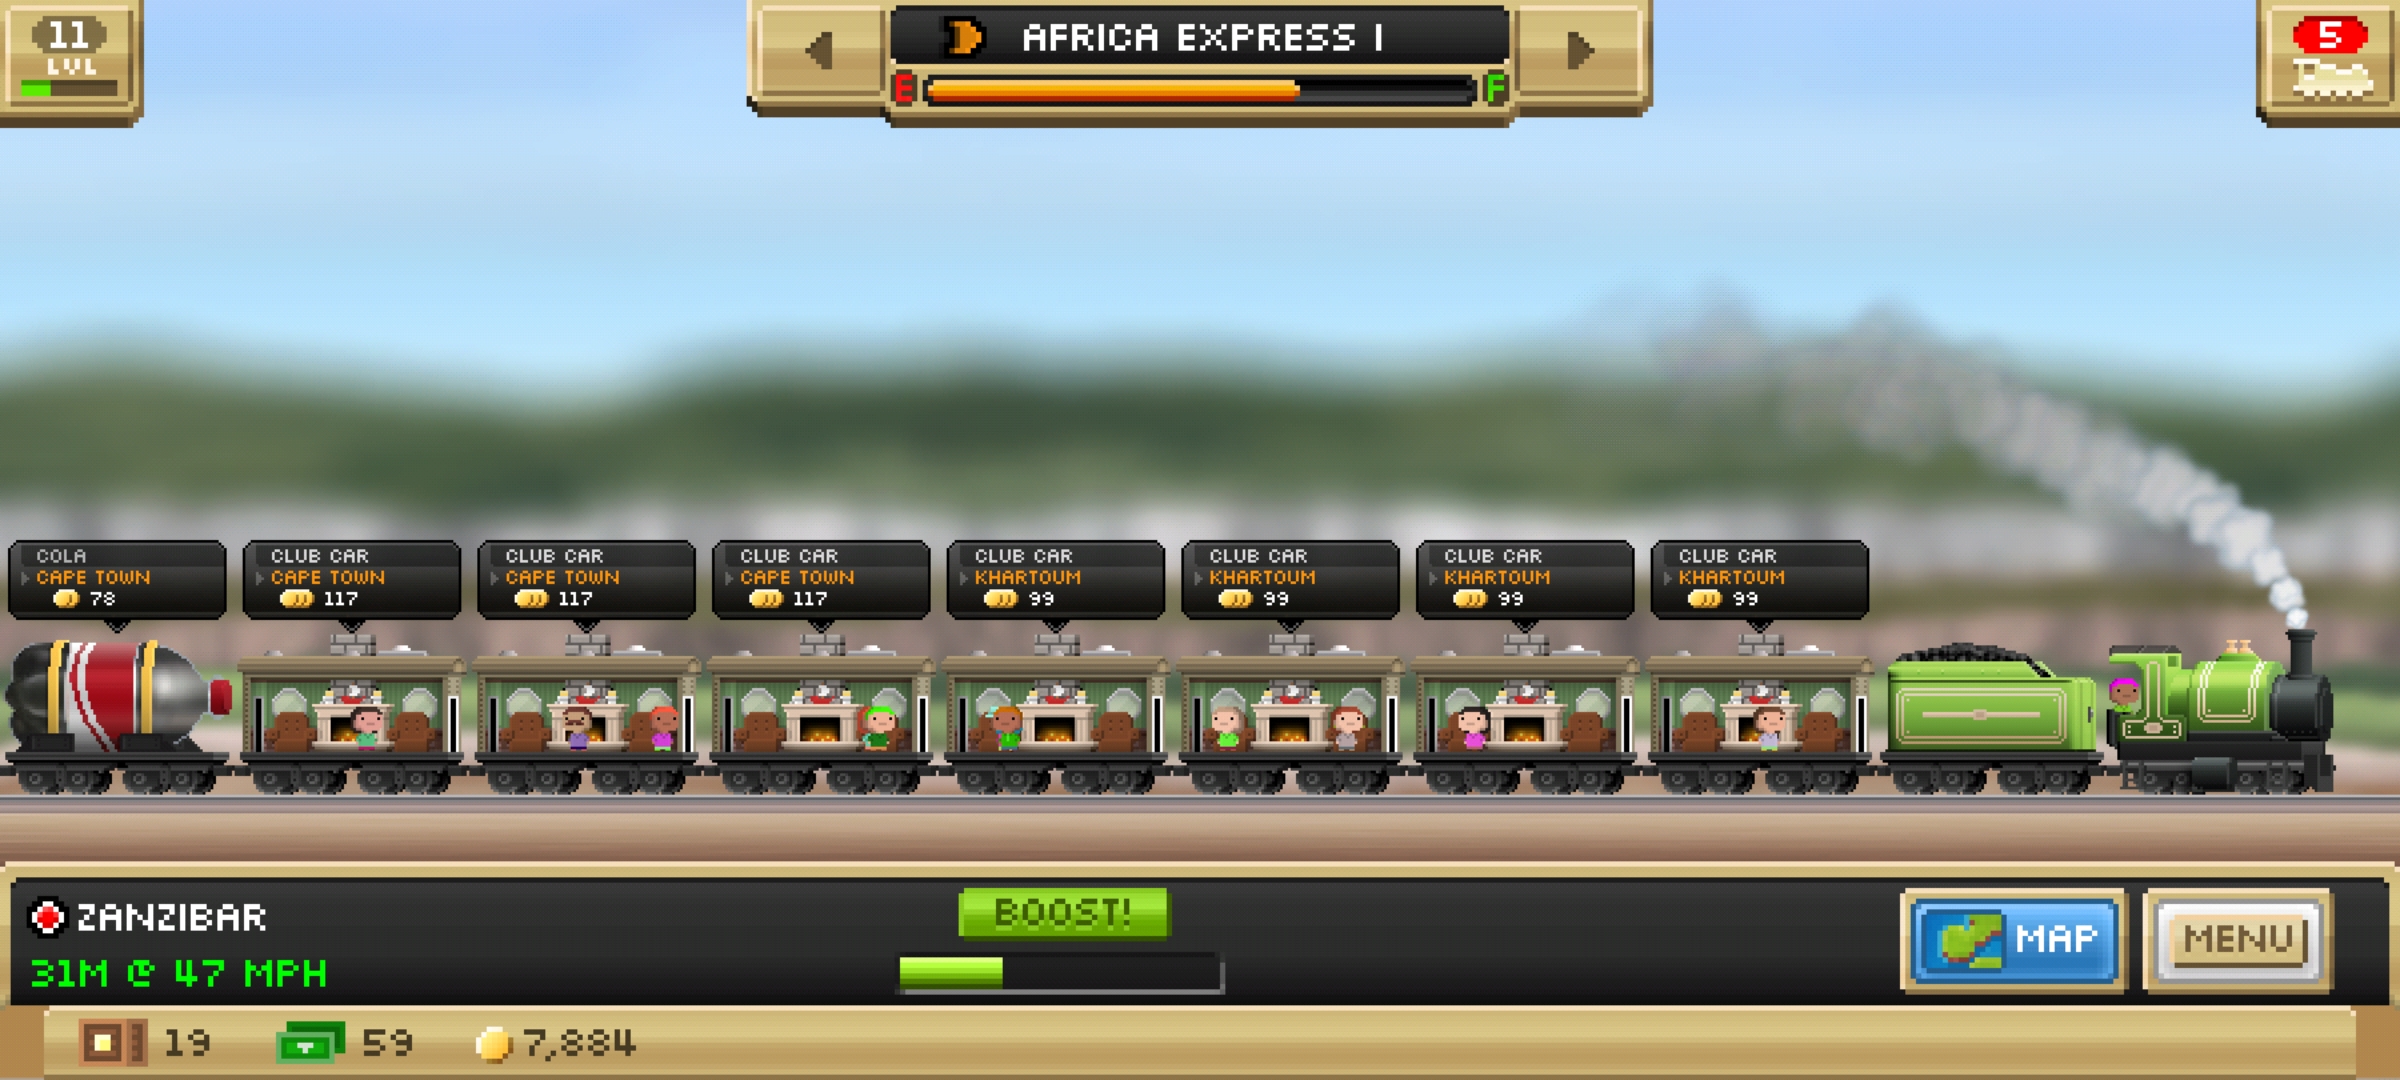 11
LVL
AFRICA EXPRESS I
E F
5
COLA
CAPE TOWN
78
CLUB CAR
CAPE TOWN
117
CLUB CAR
CAPE TOWN
117
CLUB CAR
CAPE TOWN
117
CLUB CAR
KHARTOUM
99
CLUB CAR
KHARTOUM
99
CLUB CAR
KHARTOUM
99
CLUB CAR
KHARTOUM
99
ZANZIBAR
31M @ 47 MPH
BOOST!
MAP
MENU
19 59 7,884